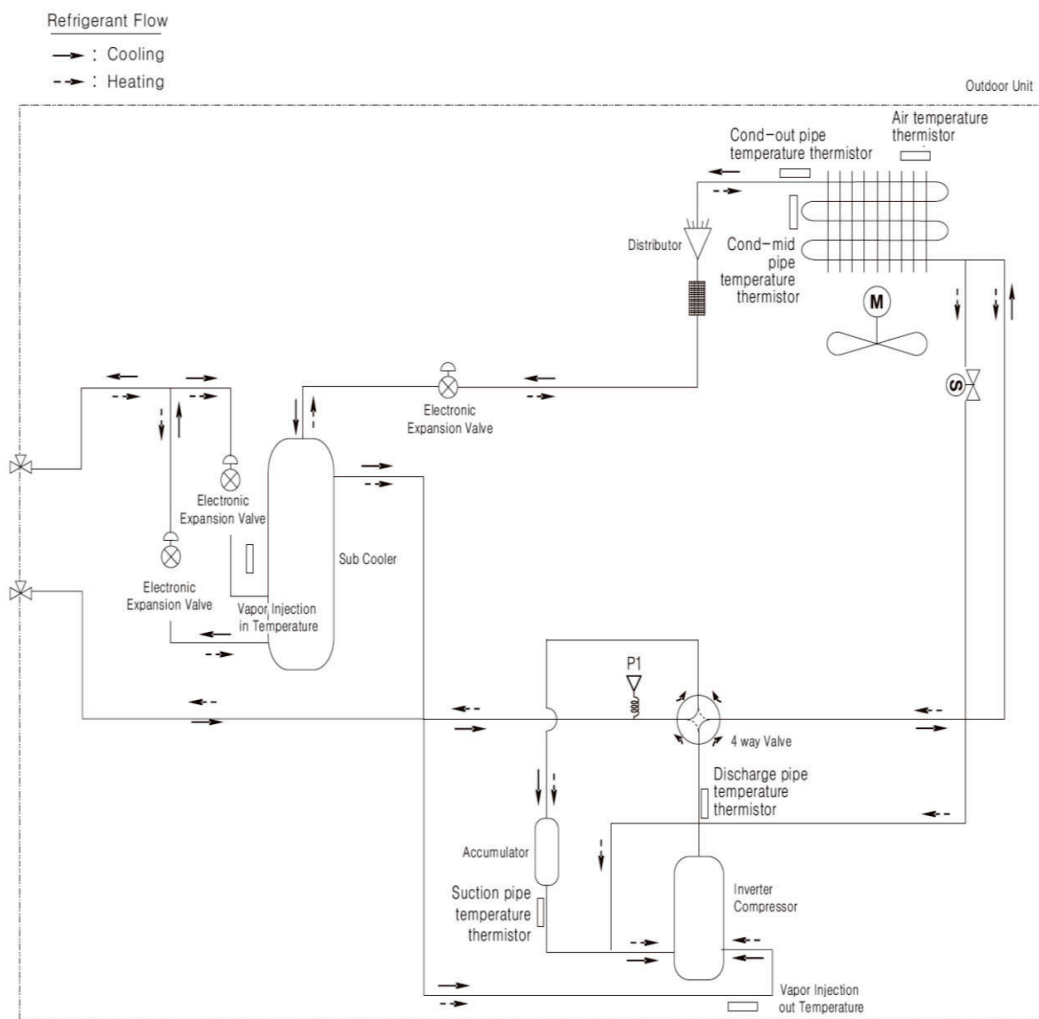 Refrigerant Flow
: Cooling
: Heating
Outdoor Unit
Air temperature
thermistor
Cond-out pipe
temperature thermistor
Distributor
Cond-mid
pipe
temperature
thermistor
M
S
Electronic
Expansion Valve
Electronic
Expansion Valve
Sub Cooler
Electronic
Expansion Valve
Vapor Injection
in Temperature
P1
4 way Valve
Discharge pipe
temperature
thermistor
Accumulator
Suction pipe
temperature
thermistor
Inverter
Compressor
Vapor Injection
out Temperature